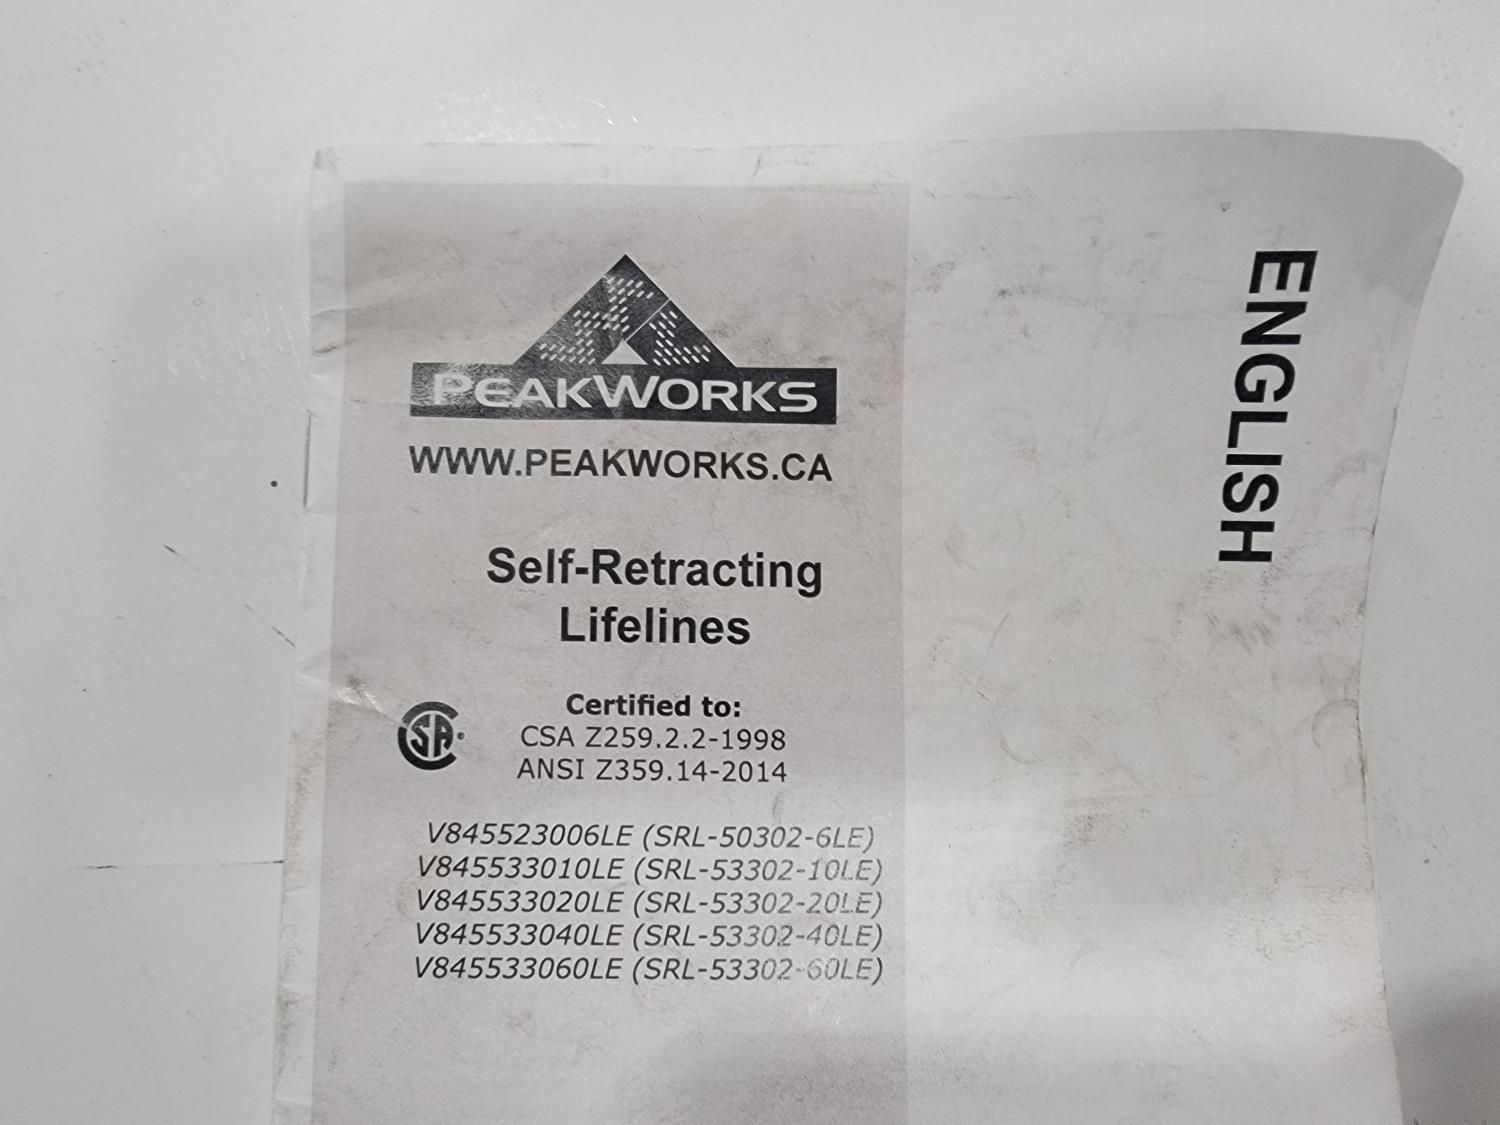 PEAKWORKS
WWW.PEAKWORKS.CA
Self-Retracting
Lifelines
Certified to:
CSA Z259.2.2-1998
ANSI Z359.14-2014
SA®
V845523006LE (SRL-50302-6LE)
V845533010LE (SRL-53302-10LE)
V845533020LE (SRL-53302-20LE)
V845533040LE (SRL-53302-40LE)
V845533060LE (SRL-53302-60LE)
ENGLISH